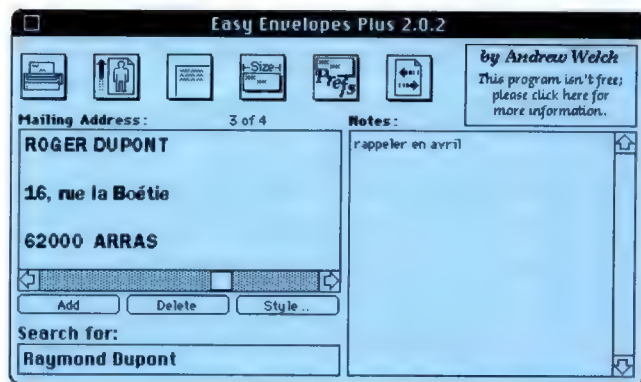 Easy Envelopes Plus 2.0.2
Size
Prefs
by Andrew Welch
This program isn't free;
please click here for
more information.
Mailing Address:
3 of 4
Notes:
ROGER DUPONT
16, rue la Boétie
62000 ARRAS
rappeler en avril
Add
Delete
Style..
Search for:
Raymond Dupont